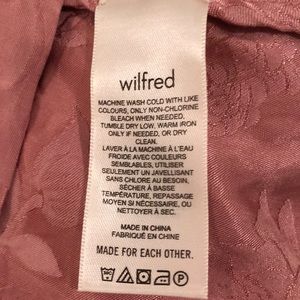 wilfred
MACHINE WASH COLD WITH LIKE
COLOURS, ONLY NON-CHLORINE
BLEACH WHEN NEEDED,
TUMBLE DRY LOW, WARM IRON
ONLY IF NEEDED, OR DRY
CLEAN.
LAVER À LA MACHINE À L'EAU
FROIDE AVEC COULEURS
SEMBLABLES, UTILISER
SEULEMENT UN JAVELLISANT
SANS CHLORE AU BESOIN,
SÉCHER À BASSE
TEMPÉRATURE, REPASSAGE
MOYEN SI NÉCESSAIRE, OU
NETTOYAGE À SEC.
MADE IN CHINA
FABRIQUÉ EN CHINE
MADE FOR EACH OTHER.
P